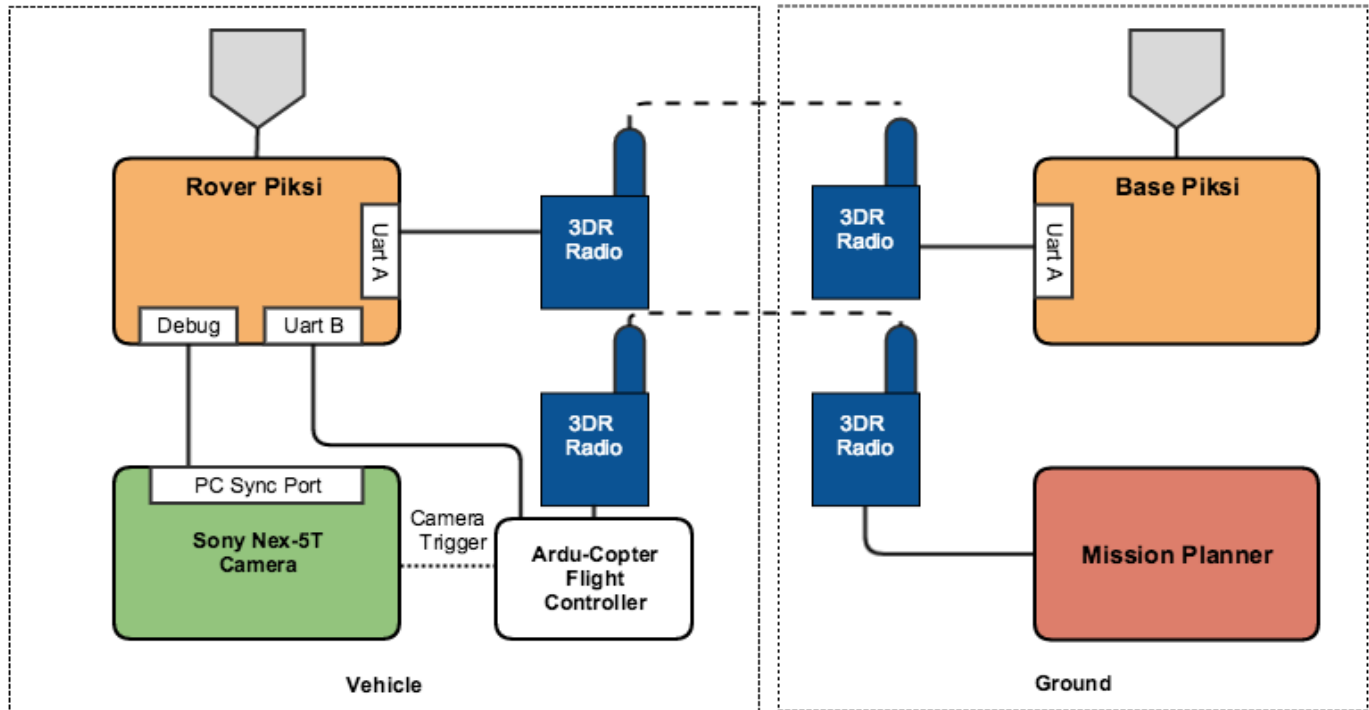 Rover Piksi
Uart A
Debug
Uart B
3DR
Radio
3DR
Radio
PC Sync Port
Sony Nex-5T
Camera
Camera
Trigger
Ardu-Copter
Flight
Controller
Vehicle
3DR
Radio
Base Piksi
Uart A
3DR
Radio
Mission Planner
Ground